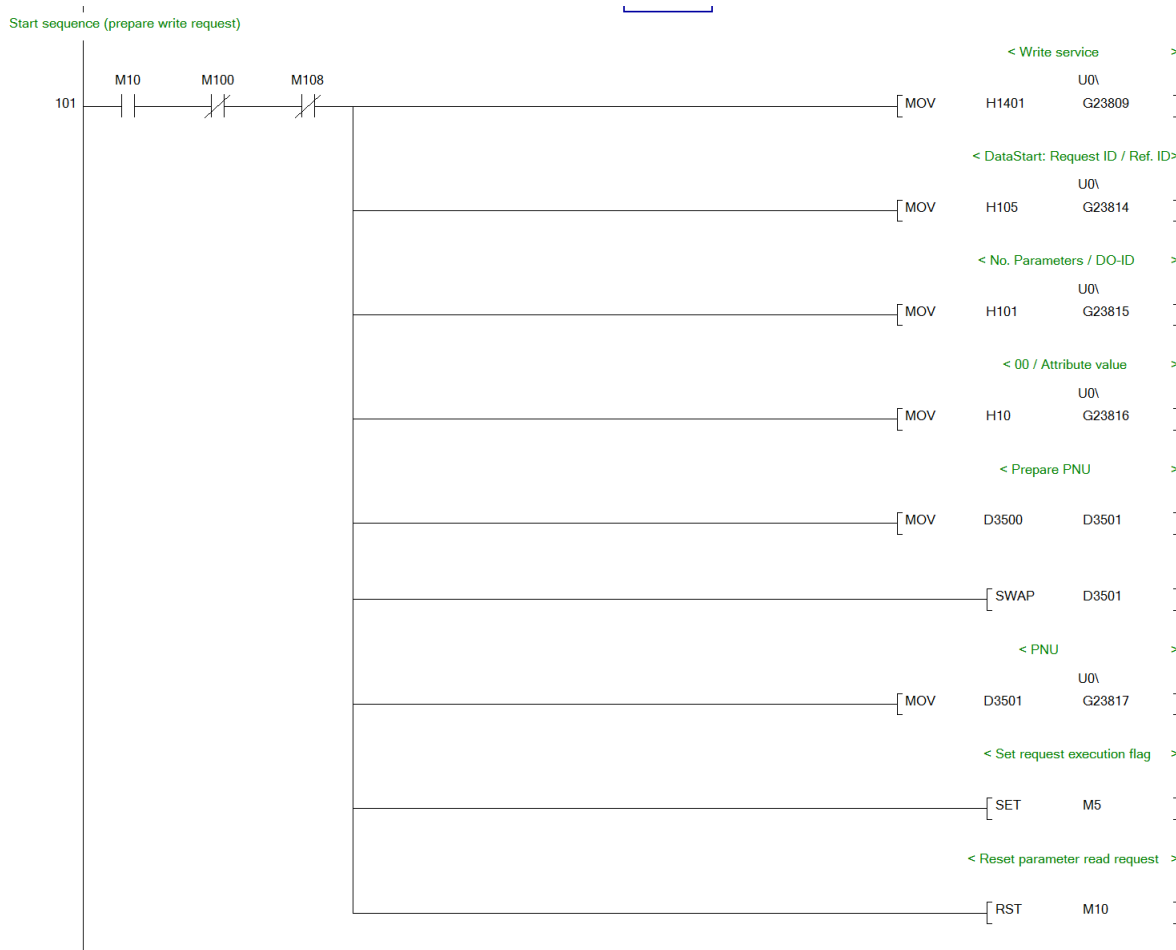 Start sequence (prepare write request)
< Write service >
M10 M100 M108 U0\
101 MOV H1401 G23809
< DataStart: Request ID / Ref. ID>
U0\
MOV H105 G23814
< No. Parameters / DO-ID >
U0\
MOV H101 G23815
< 00 / Attribute value >
U0\
MOV H10 G23816
< Prepare PNU >
MOV D3500 D3501
SWAP D3501
< PNU >
U0\
MOV D3501 G23817
< Set request execution flag >
SET M5
< Reset parameter read request >
RST M10